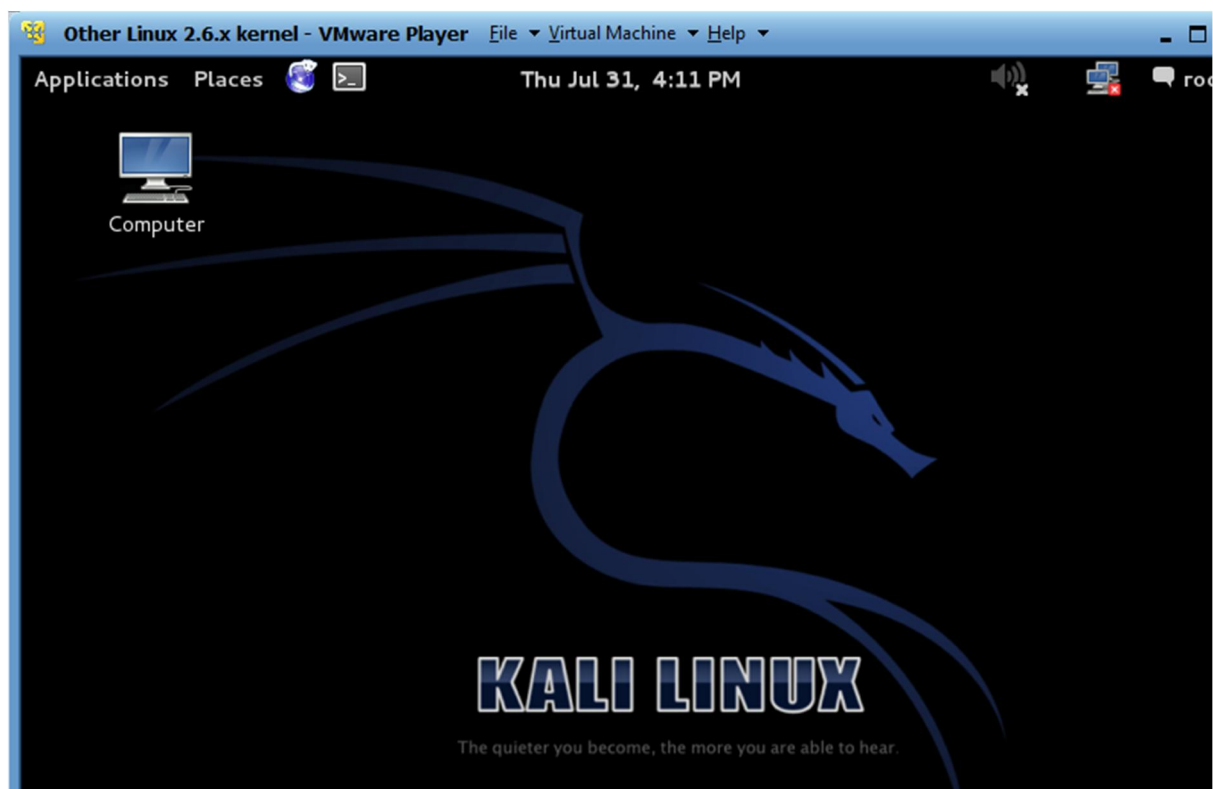 Other Linux 2.6.x kernel - VMware Player File Virtual Machine Help
Applications Places Thu Jul 31, 4:11 PM
Computer
KALI LINUX
The quieter you become, the more you are able to hear.